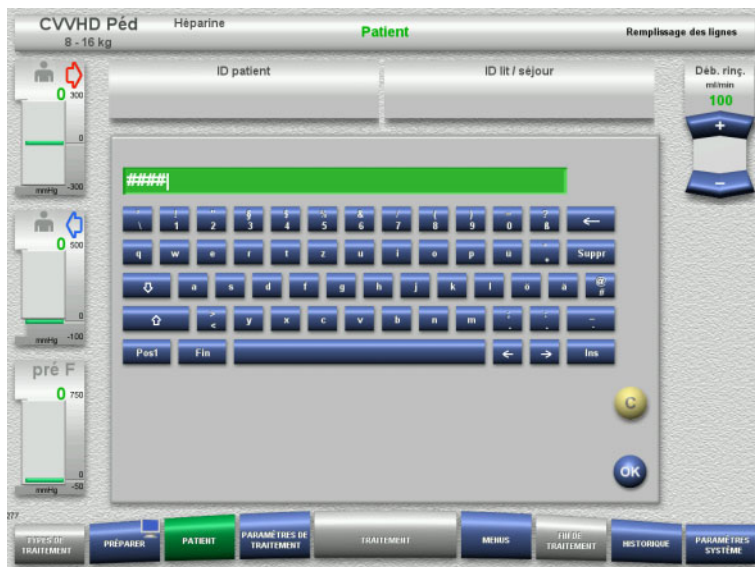 CVVHD Péd
8 - 16 kg
Héparine
Patient
Remplissage des lignes
ID patient
ID lit / séjour
Déb. rinç.
ml/min
100
+
–
0
300
0
-300
mmHg
0
500
0
-100
mmHg
pré F
0
750
0
-50
mmHg
####
\ 1 2 3 4 5 6 7 8 9 0 ß
q w e r t z u i o p ü + Suppr
a s d f g h j k l ö ä @ #
> < y x c v b n m ; , : . _ -
Pos1 Fin Ins
C
OK
277
TYPES DE TRAITEMENT
PRÉPARER
PATIENT
PARAMÈTRES DE TRAITEMENT
TRAITEMENT
MENUS
FIN DE TRAITEMENT
HISTORIQUE
PARAMÈTRES SYSTÈME